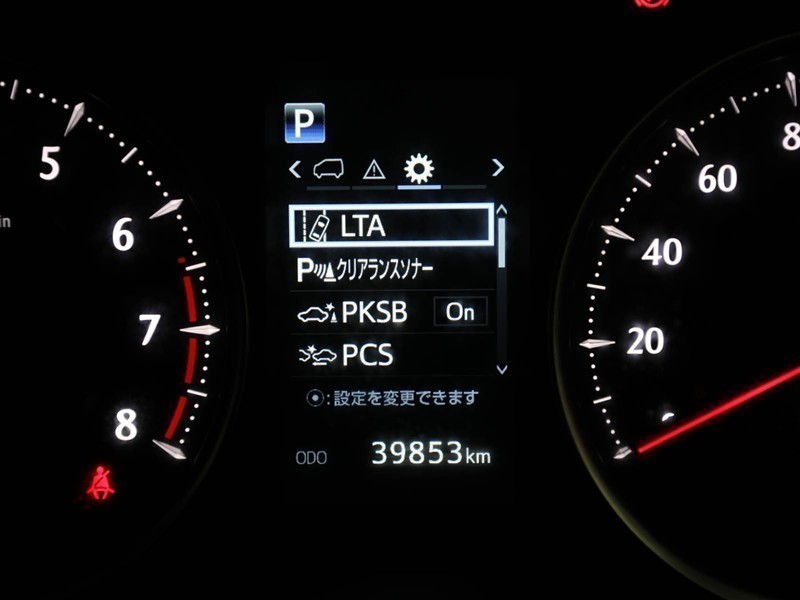 P
LTA
クリアランスソナー
PKSB On
PCS
:設定を変更できます
ODO 39853km
5
6
7
8
60
40
20